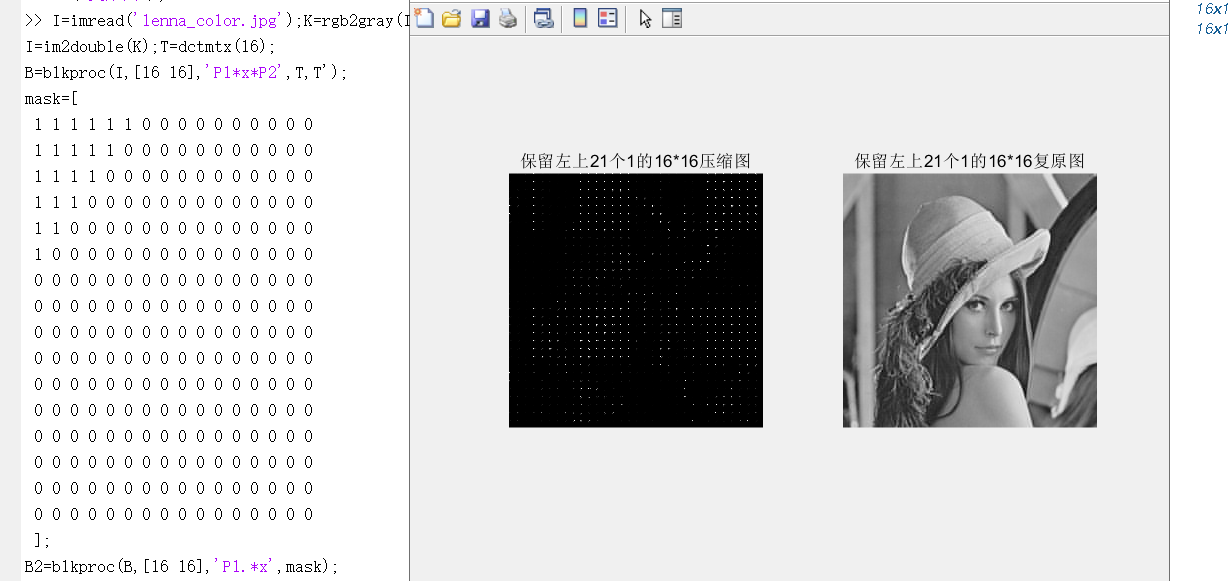 >> I=imread('lenna_color.jpg');K=rgb2gray(I
I=im2double(K);T=dctmtx(16);
B=blkproc(I,[16 16],'P1*x*P2',T,T');
mask=[
1 1 1 1 1 1 0 0 0 0 0 0 0 0 0 0
1 1 1 1 1 0 0 0 0 0 0 0 0 0 0 0
1 1 1 1 0 0 0 0 0 0 0 0 0 0 0 0
1 1 1 0 0 0 0 0 0 0 0 0 0 0 0 0
1 1 0 0 0 0 0 0 0 0 0 0 0 0 0 0
1 0 0 0 0 0 0 0 0 0 0 0 0 0 0 0
0 0 0 0 0 0 0 0 0 0 0 0 0 0 0 0
0 0 0 0 0 0 0 0 0 0 0 0 0 0 0 0
0 0 0 0 0 0 0 0 0 0 0 0 0 0 0 0
0 0 0 0 0 0 0 0 0 0 0 0 0 0 0 0
0 0 0 0 0 0 0 0 0 0 0 0 0 0 0 0
0 0 0 0 0 0 0 0 0 0 0 0 0 0 0 0
0 0 0 0 0 0 0 0 0 0 0 0 0 0 0 0
0 0 0 0 0 0 0 0 0 0 0 0 0 0 0 0
0 0 0 0 0 0 0 0 0 0 0 0 0 0 0 0
0 0 0 0 0 0 0 0 0 0 0 0 0 0 0 0
];
B2=blkproc(B,[16 16],'P1.*x',mask);
保留左上21个1的16*16压缩图
保留左上21个1的16*16复原图
16x1
16x1